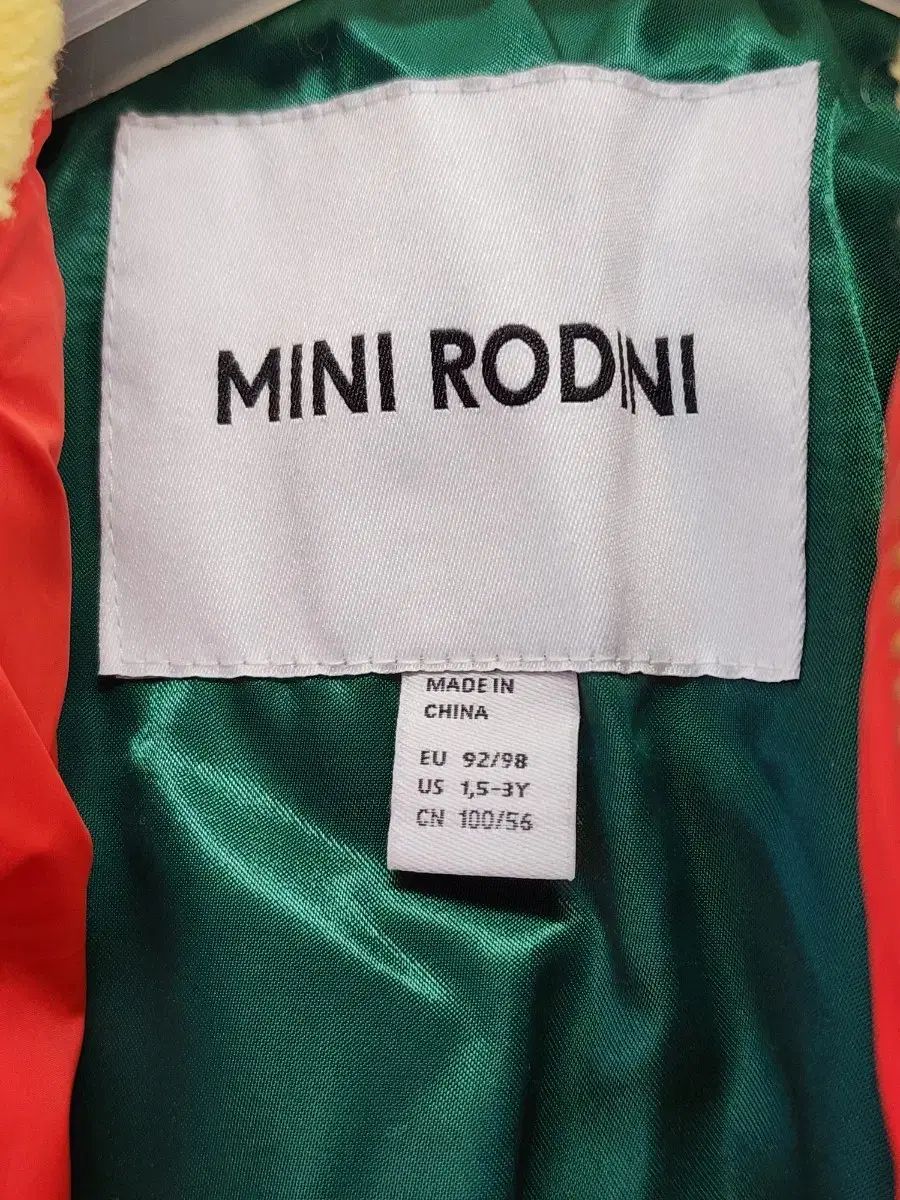 MINI RODINI
MADE IN
CHINA
EU 92/98
US 1,5-3Y
CN 100/56